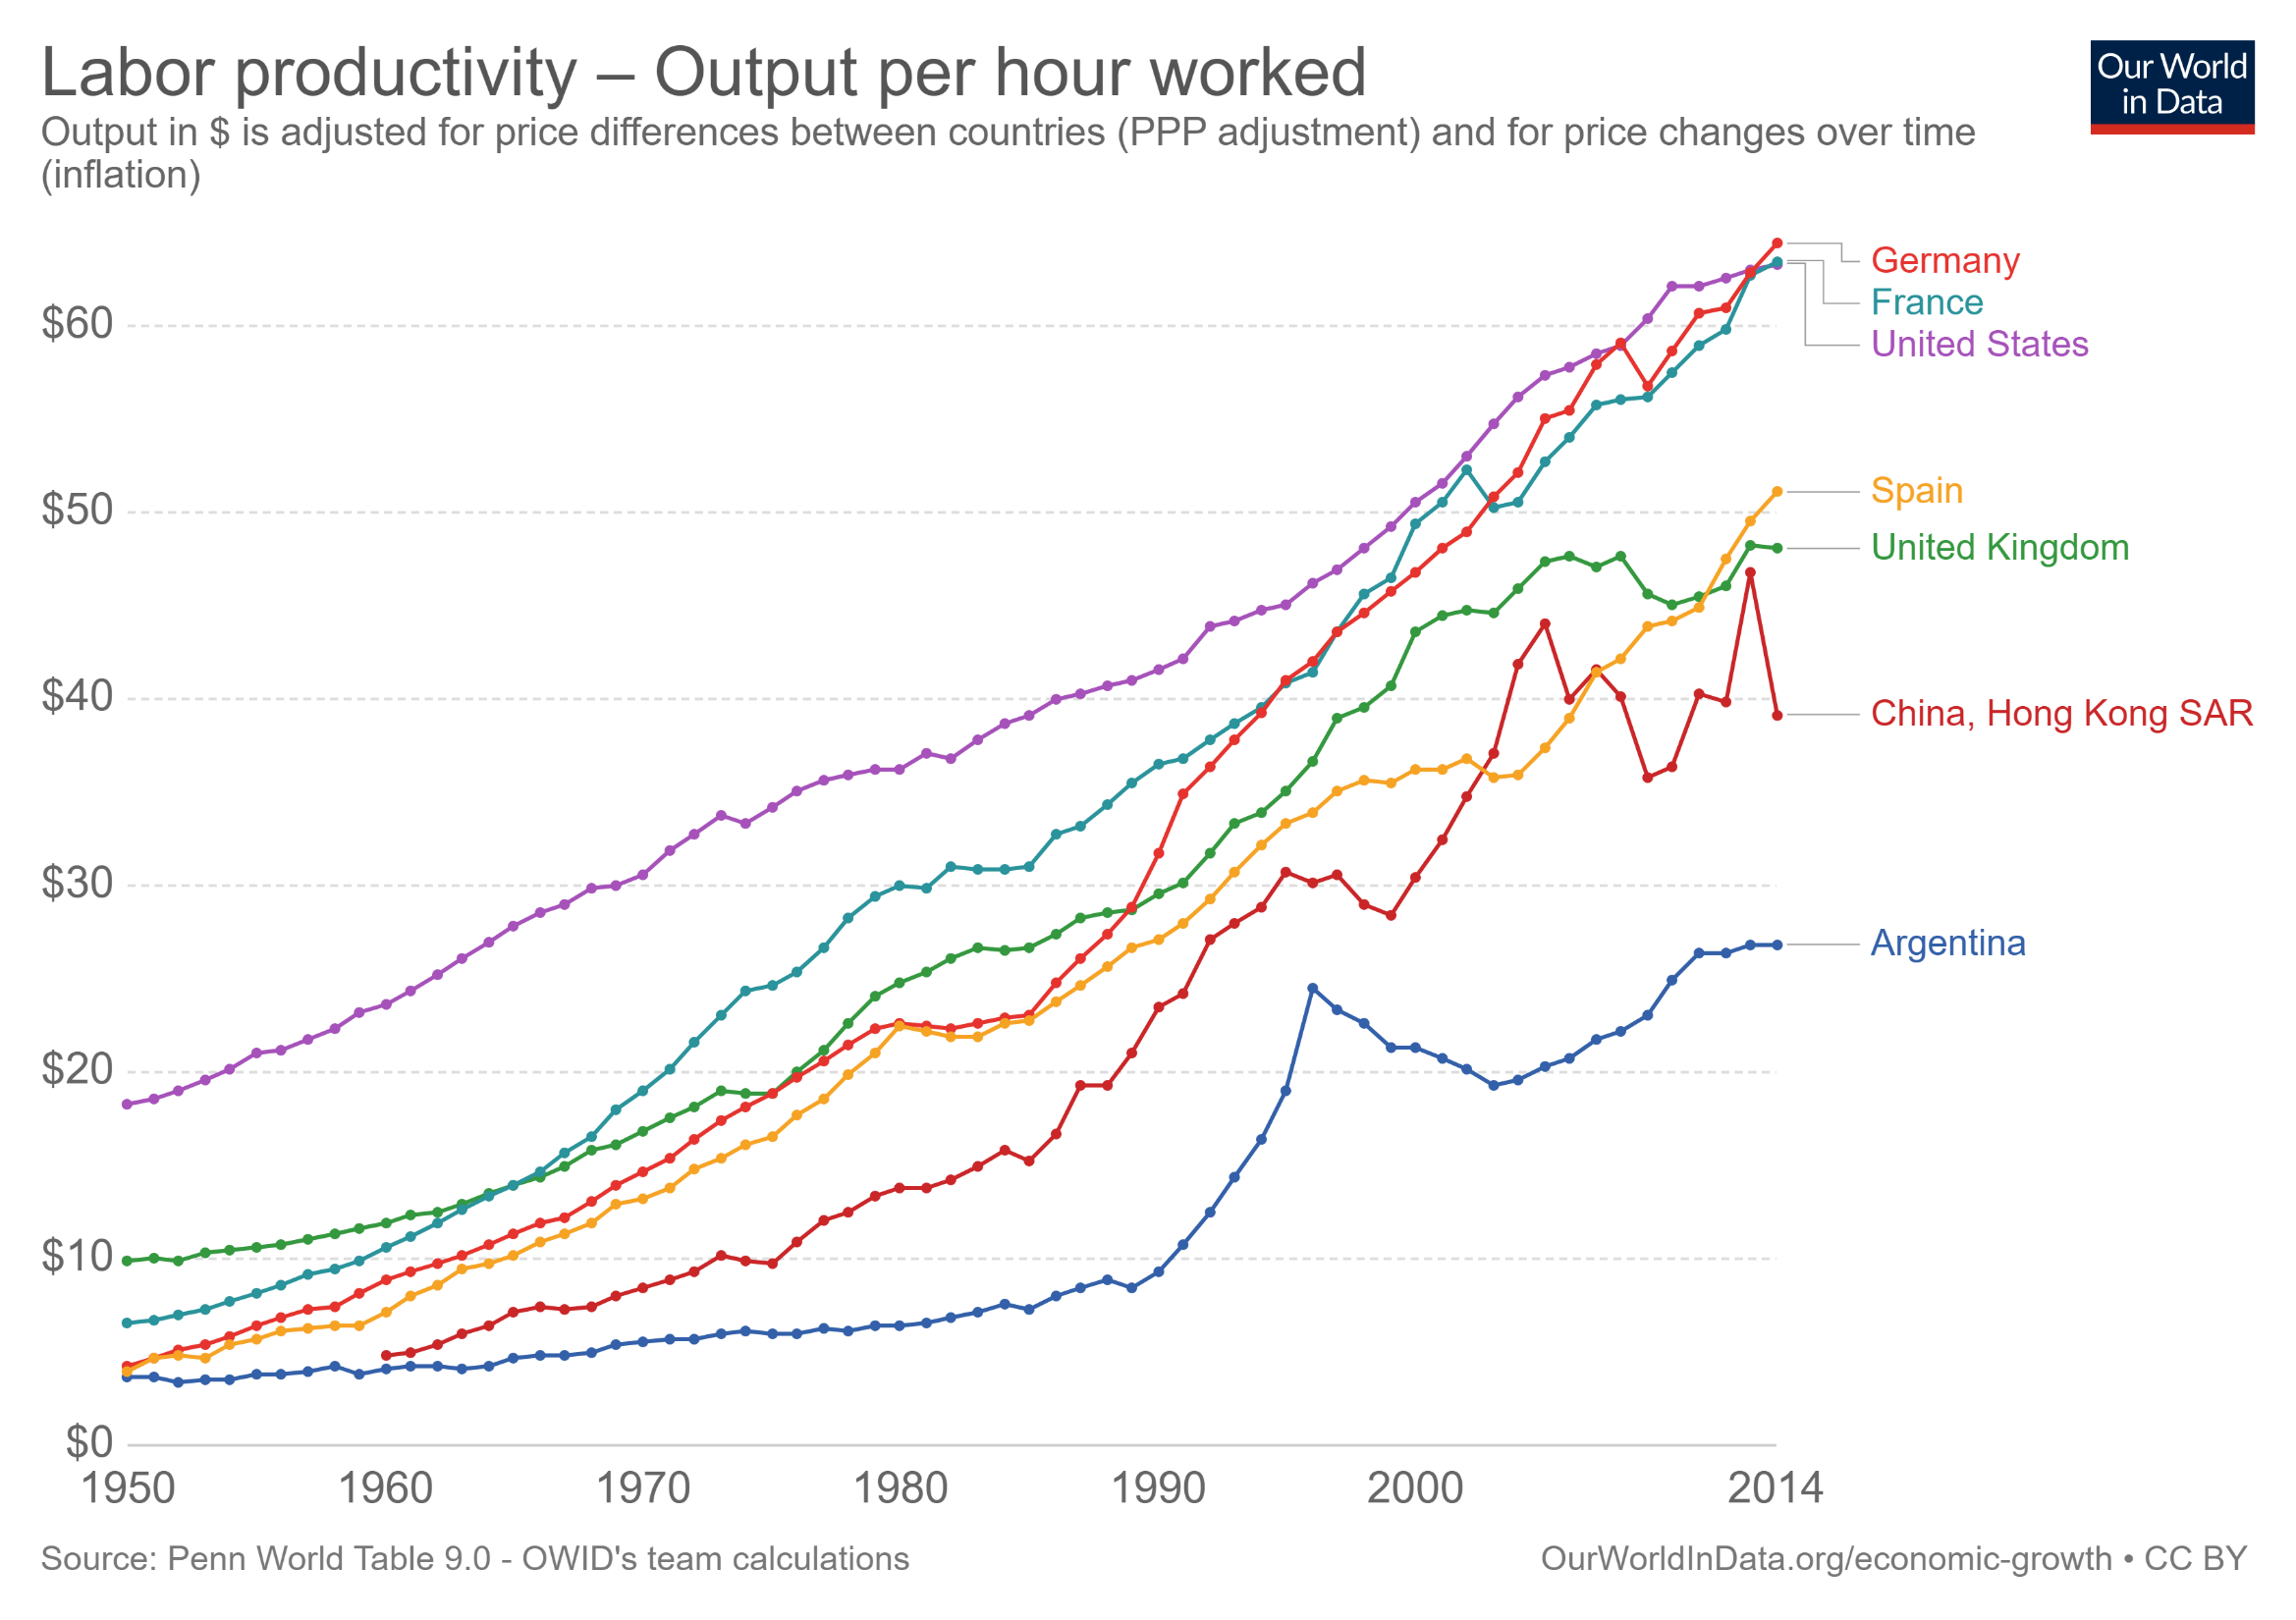 Labor productivity – Output per hour worked
Our World
in Data
Output in $ is adjusted for price differences between countries (PPP adjustment) and for price changes over time
(inflation)
Germany
France
United States
Spain
United Kingdom
China, Hong Kong SAR
Argentina
$60
$50
$40
$30
$20
$10
$0
1950
1960
1970
1980
1990
2000
2014
Source: Penn World Table 9.0 - OWID's team calculations
OurWorldInData.org/economic-growth • CC BY